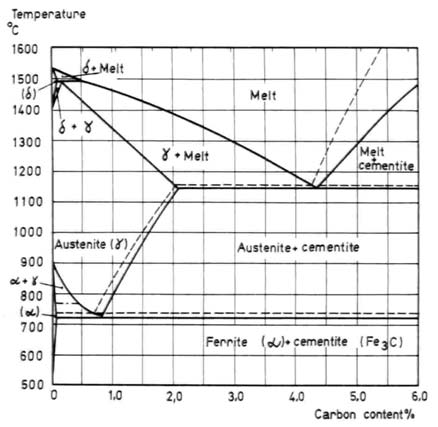 Temperature
°C
1600
δ + Melt
1500
(δ)
Melt
1400
δ + γ
1300
γ + Melt
Melt
+
cementite
1200
1100
1000
Austenite (γ)
Austenite + cementite
900
α + γ
800
(α)
700
Ferrite (α) + cementite (Fe3C)
600
500
0 1.0 2.0 3.0 4.0 5.0 6.0
Carbon content %